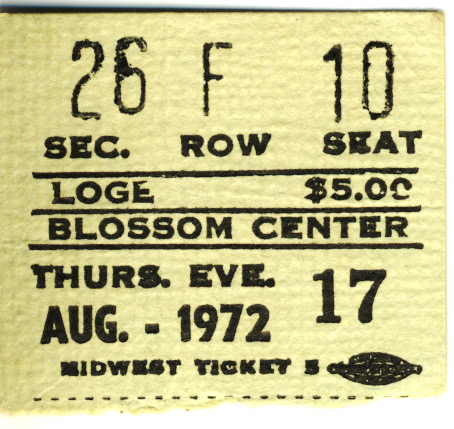 26 F 10
SEC. ROW SEAT
LOGE $5.00
BLOSSOM CENTER
THURS. EVE. 17
AUG. - 1972
MIDWEST TICKET